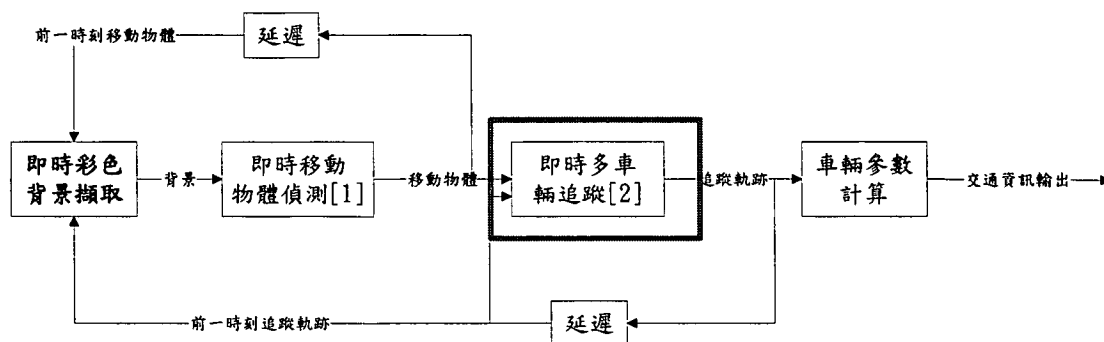 前一時刻移動物體
延遲
即時彩色
背景擷取
背景
即時移動
物體偵測[1]
移動物體
即時多車
輛追蹤[2]
追蹤軌跡
車輛參數
計算
交通資訊輸出
前一時刻追蹤軌跡
延遲